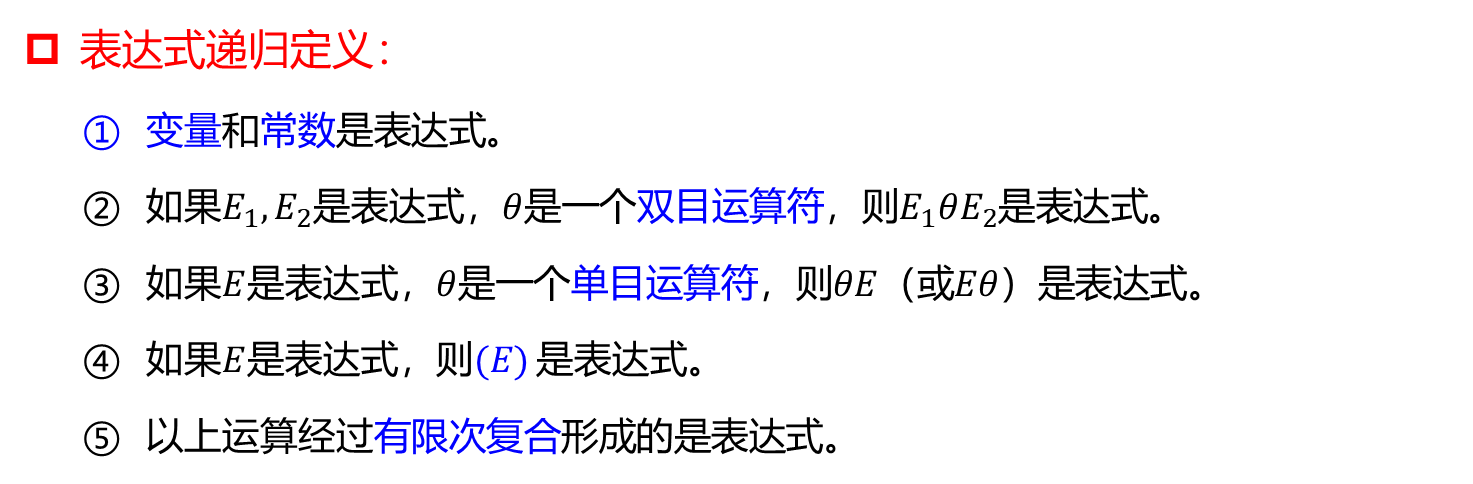 表达式递归定义：
① 变量和常数是表达式。
② 如果E₁,E₂是表达式，θ是一个双目运算符，则E₁θE₂是表达式。
③ 如果E是表达式，θ是一个单目运算符，则θE（或Eθ）是表达式。
④ 如果E是表达式，则(E) 是表达式。
⑤ 以上运算经过有限次复合形成的是表达式。